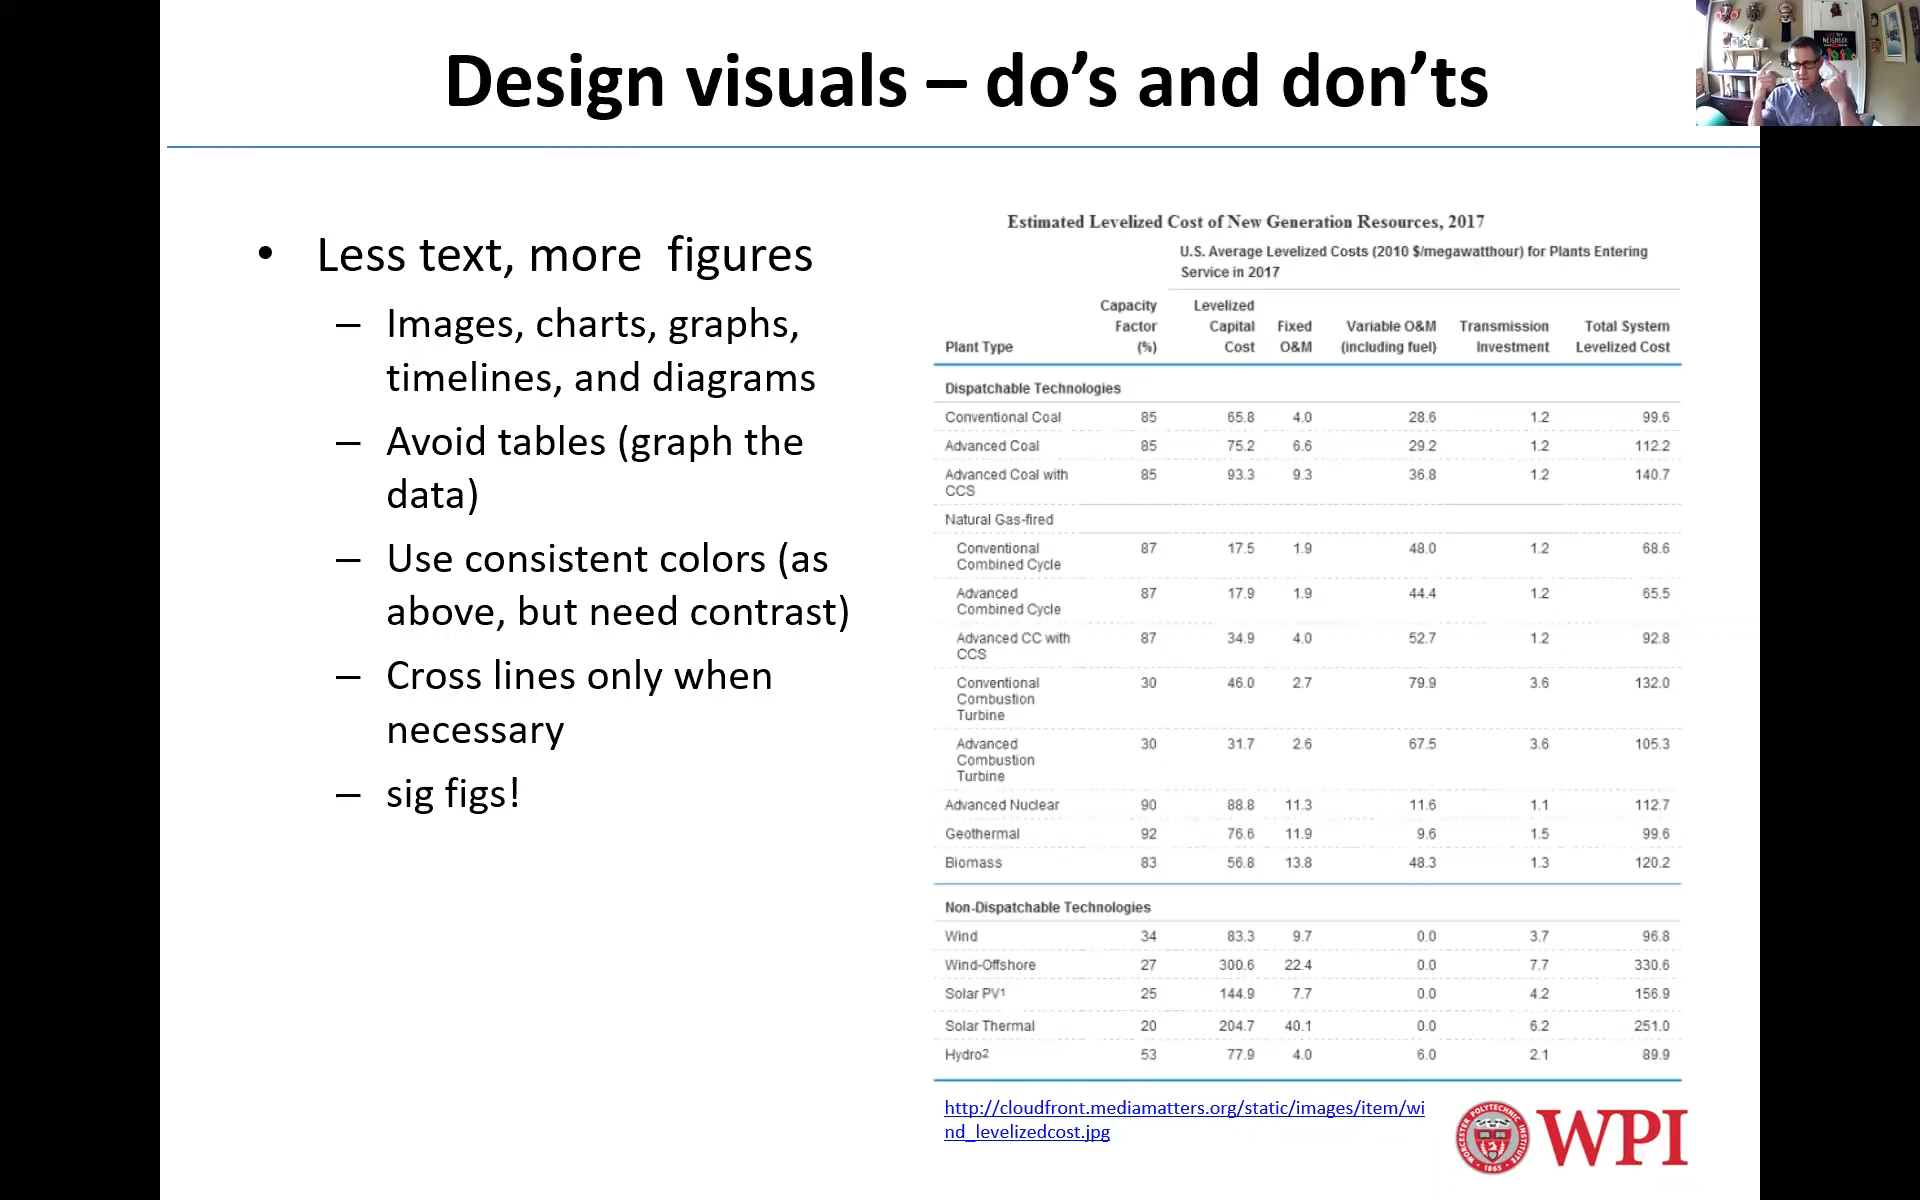 Design visuals – do’s and don’ts
NEIGHBOR
• Less text, more  figures
– Images, charts, graphs,
timelines, and diagrams
– Avoid tables (graph the
data)
– Use consistent colors (as
above, but need contrast)
– Cross lines only when
necessary
– sig figs!
Estimated Levelized Cost of New Generation Resources, 2017
U.S. Average Levelized Costs (2010 $/megawatthour) for Plants Entering
Service in 2017
Capacity Levelized
Factor Capital Fixed Variable O&M Transmission Total System
Plant Type (%) Cost O&M (including fuel) Investment Levelized Cost
Dispatchable Technologies
Conventional Coal 85 65.8 4.0 28.6 1.2 99.6
Advanced Coal 85 75.2 6.6 29.2 1.2 112.2
Advanced Coal with 85 93.3 9.3 36.8 1.2 140.7
CCS
Natural Gas-fired
Conventional 87 17.5 1.9 48.0 1.2 68.6
Combined Cycle
Advanced 87 17.9 1.9 44.4 1.2 65.5
Combined Cycle
Advanced CC with 87 34.9 4.0 52.7 1.2 92.8
CCS
Conventional 30 46.0 2.7 79.9 3.6 132.0
Combustion
Turbine
Advanced 30 31.7 2.6 67.5 3.6 105.3
Combustion
Turbine
Advanced Nuclear 90 88.8 11.3 11.6 1.1 112.7
Geothermal 92 76.6 11.9 9.6 1.5 99.6
Biomass 83 56.8 13.8 48.3 1.3 120.2
Non-Dispatchable Technologies
Wind 34 83.3 9.7 0.0 3.7 96.8
Wind-Offshore 27 300.6 22.4 0.0 7.7 330.6
Solar PV¹ 25 144.9 7.7 0.0 4.2 156.9
Solar Thermal 20 204.7 40.1 0.0 6.2 251.0
Hydro² 53 77.9 4.0 6.0 2.1 89.9
http://cloudfront.mediamatters.org/static/images/item/wi
nd_levelizedcost.jpg
WORCESTER POLYTECHNIC INSTITUTE
1865
WPI